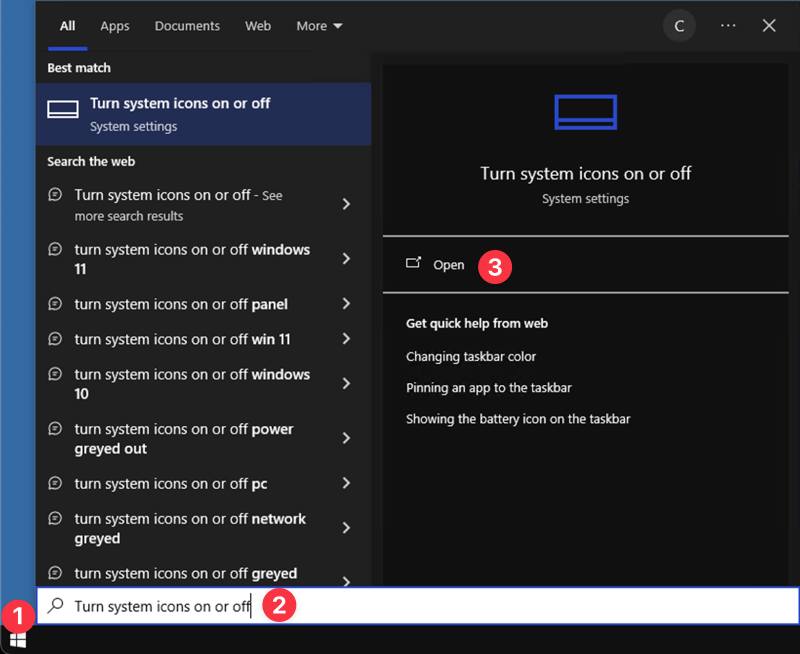 All Apps Documents Web More C ...
Best match
Turn system icons on or off
System settings
Search the web
Turn system icons on or off - See
more search results
turn system icons on or off windows
11
turn system icons on or off panel
turn system icons on or off win 11
turn system icons on or off windows
10
turn system icons on or off power
greyed out
turn system icons on or off pc
turn system icons on or off network
greyed
turn system icons on or off greyed
Turn system icons on or off
System settings
Open 3
Get quick help from web
Changing taskbar color
Pinning an app to the taskbar
Showing the battery icon on the taskbar
Turn system icons on or off 2
1